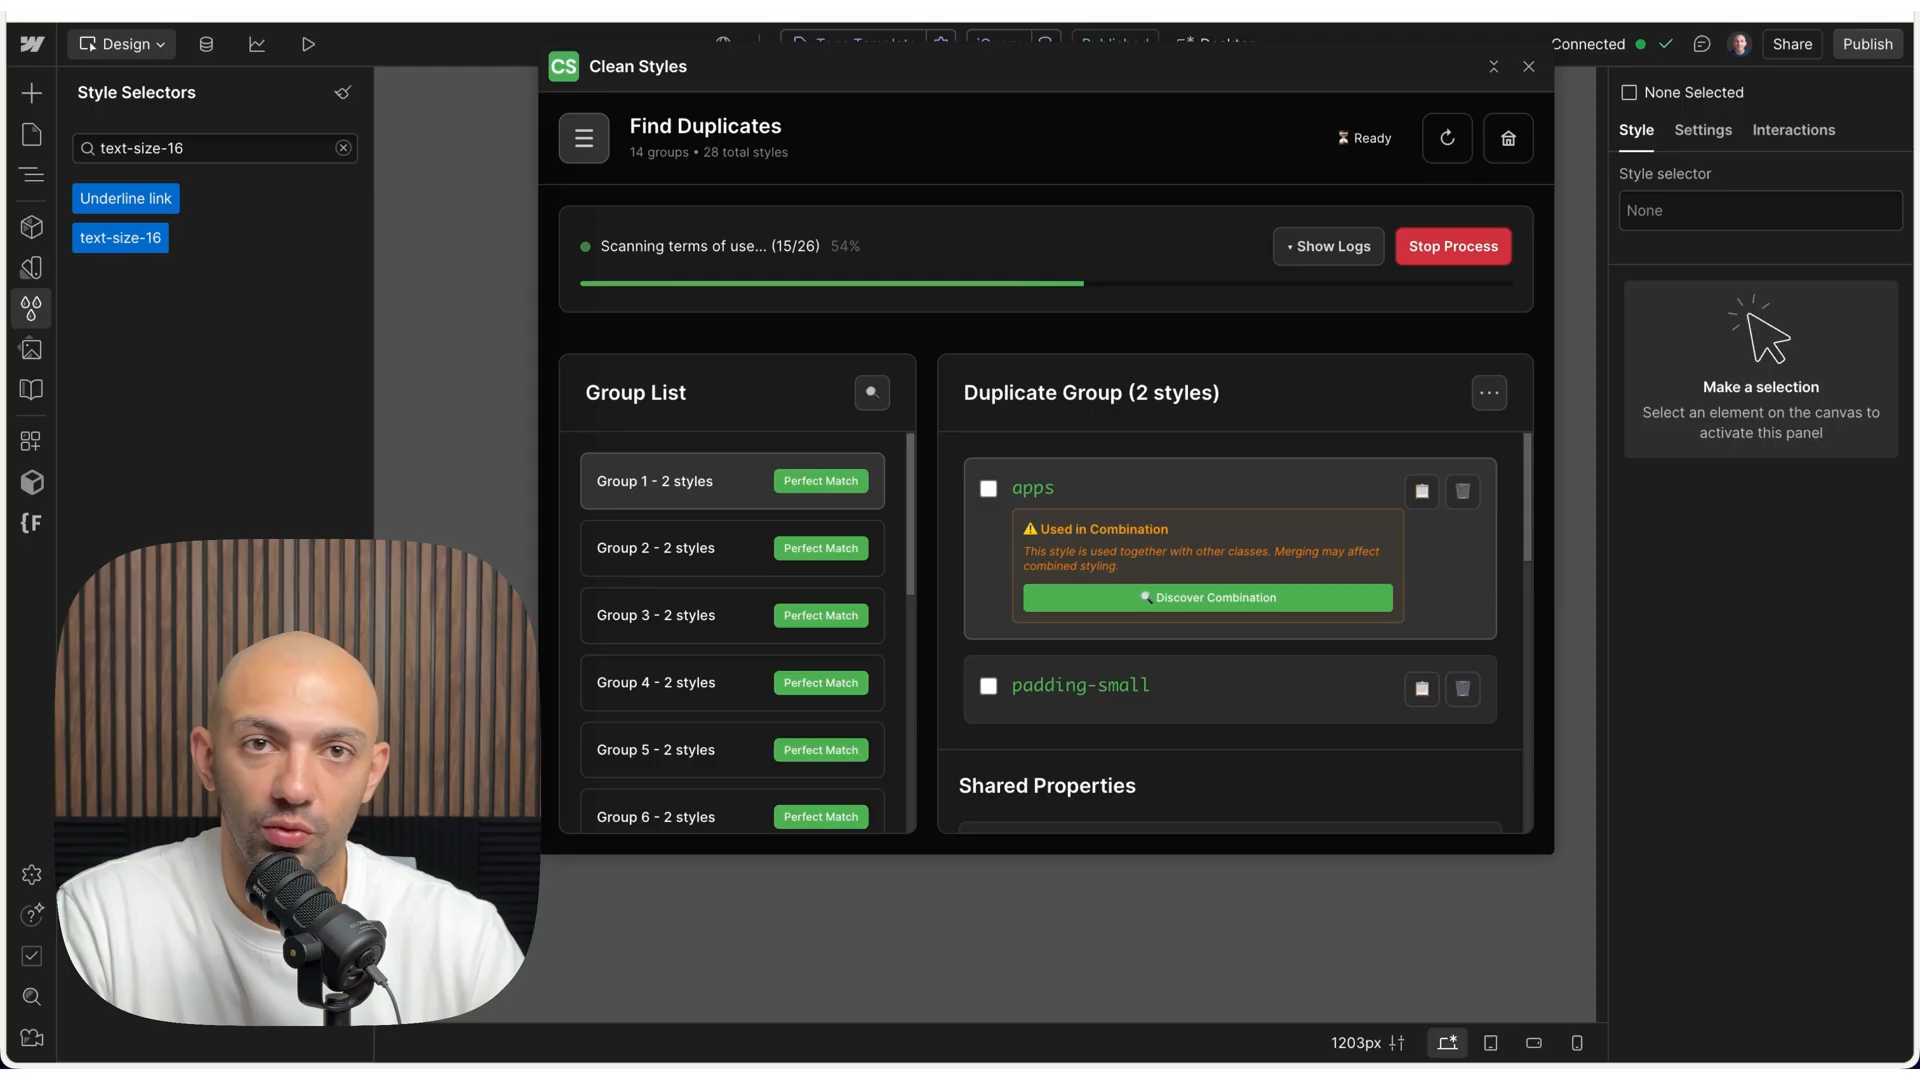 Design
Connected
Share
Publish
Style Selectors
text-size-16
Underline link
text-size-16
CS
Clean Styles
Find Duplicates
14 groups • 28 total styles
Ready
Scanning terms of use... (15/26) 54%
Show Logs
Stop Process
Group List
Group 1 - 2 styles Perfect Match
Group 2 - 2 styles Perfect Match
Group 3 - 2 styles Perfect Match
Group 4 - 2 styles Perfect Match
Group 5 - 2 styles Perfect Match
Group 6 - 2 styles Perfect Match
Duplicate Group (2 styles)
apps
Used in Combination
This style is used together with other classes. Merging may affect
combined styling.
Discover Combination
padding-small
Shared Properties
None Selected
Style Settings Interactions
Style selector
None
Make a selection
Select an element on the canvas to
activate this panel
1203px